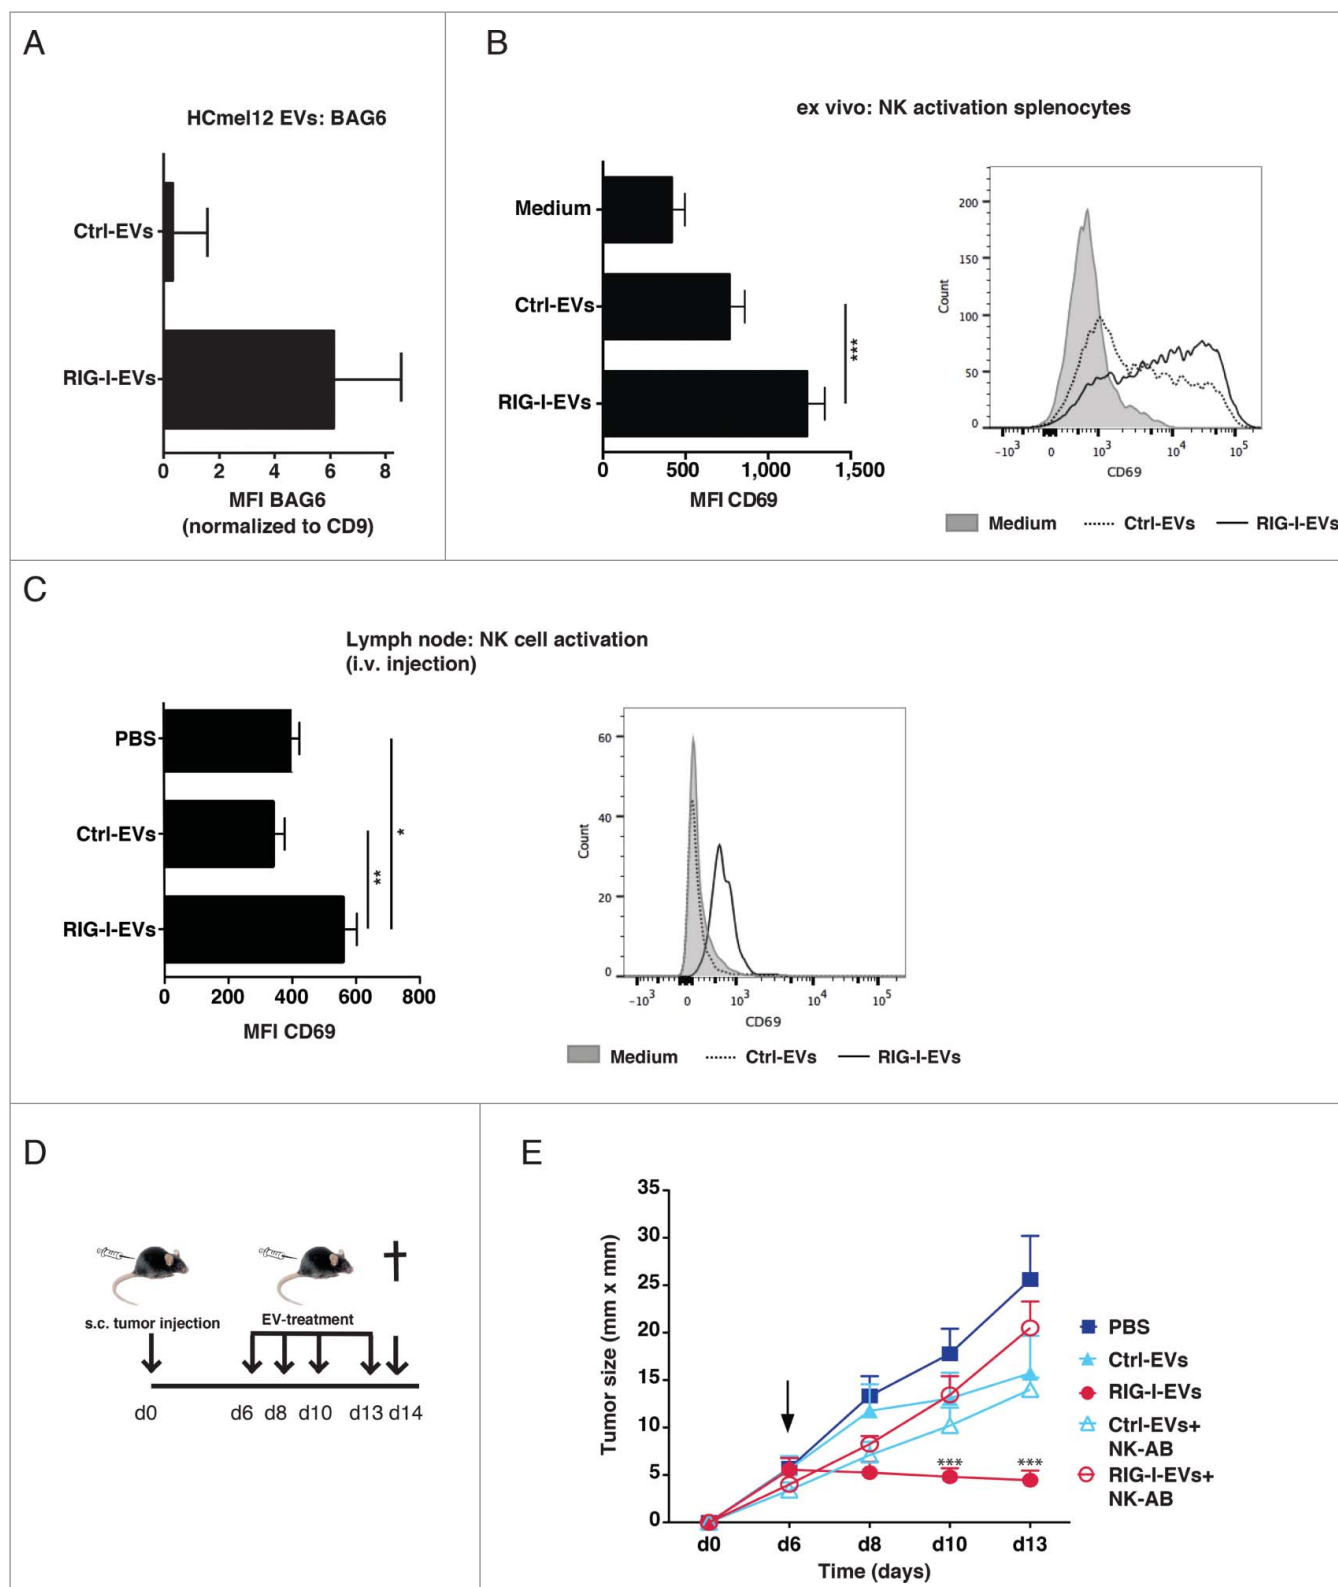 A
HCmel12 EVs: BAG6
Ctrl-EVs
RIG-I-EVs
0 2 4 6 8
MFI BAG6
(normalized to CD9)
B
ex vivo: NK activation splenocytes
Medium
Ctrl-EVs
RIG-I-EVs
***
0 500 1,000 1,500
MFI CD69
Count
200
150
100
50
0
-10³ 0 10³ 10⁴ 10⁵
CD69
Medium Ctrl-EVs RIG-I-EVs
C
Lymph node: NK cell activation
(i.v. injection)
PBS
Ctrl-EVs
RIG-I-EVs
**
*
0 200 400 600 800
MFI CD69
Count
60
40
20
0
-10³ 0 10³ 10⁴ 10⁵
CD69
Medium Ctrl-EVs RIG-I-EVs
D
s.c. tumor injection
EV-treatment
d0 d6 d8 d10 d13 d14
E
Tumor size (mm x mm)
35
30
25
20
15
10
5
0
*** ***
d0 d6 d8 d10 d13
Time (days)
PBS
Ctrl-EVs
RIG-I-EVs
Ctrl-EVs+
NK-AB
RIG-I-EVs+
NK-AB